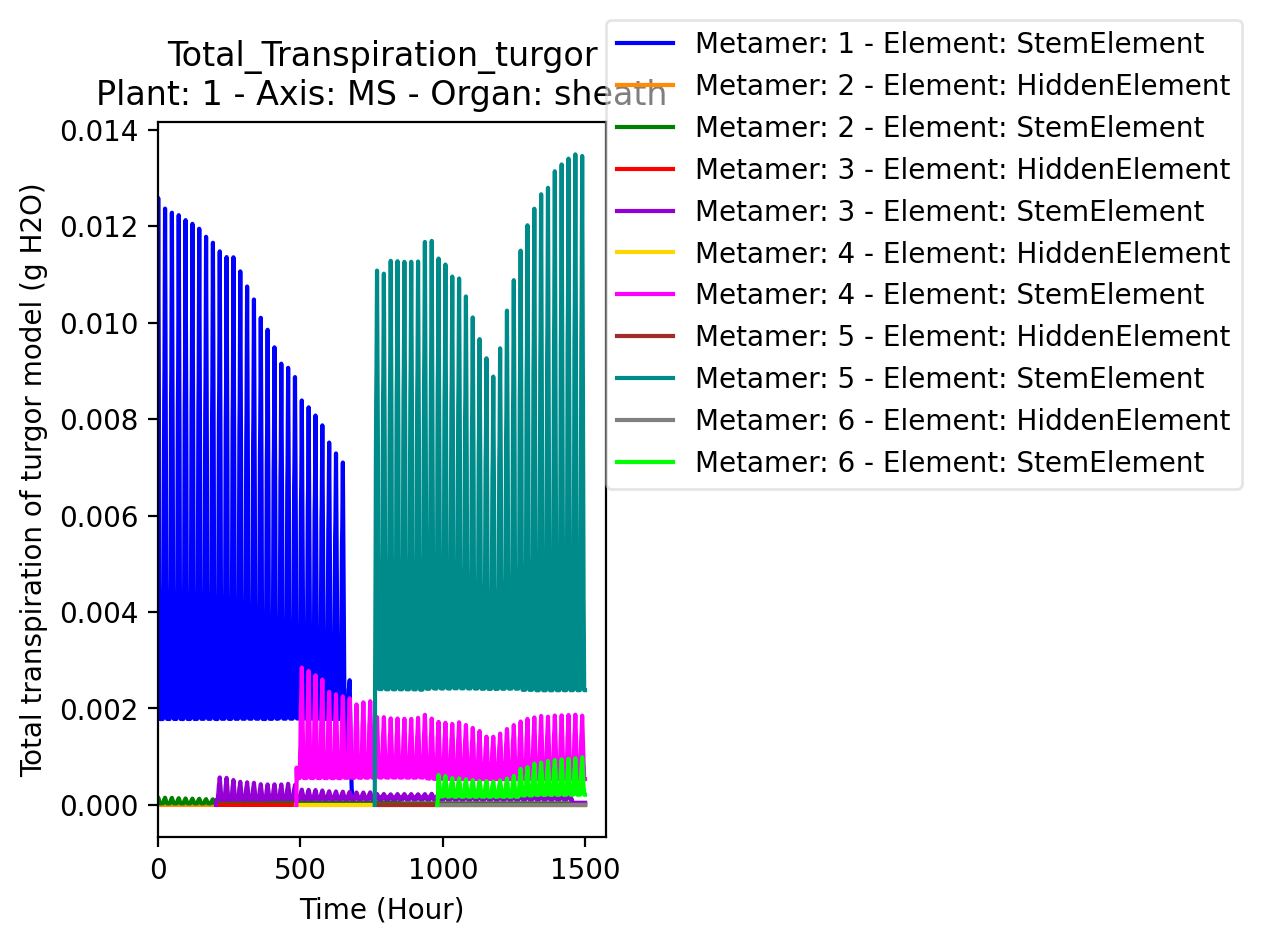 Total_Transpiration_turgor
Plant: 1 - Axis: MS - Organ: sheath
Metamer: 1 - Element: StemElement
Metamer: 2 - Element: HiddenElement
Metamer: 2 - Element: StemElement
Metamer: 3 - Element: HiddenElement
Metamer: 3 - Element: StemElement
Metamer: 4 - Element: HiddenElement
Metamer: 4 - Element: StemElement
Metamer: 5 - Element: HiddenElement
Metamer: 5 - Element: StemElement
Metamer: 6 - Element: HiddenElement
Metamer: 6 - Element: StemElement
Total transpiration of turgor model (g H2O)
0.014
0.012
0.010
0.008
0.006
0.004
0.002
0.000
0 500 1000 1500
Time (Hour)